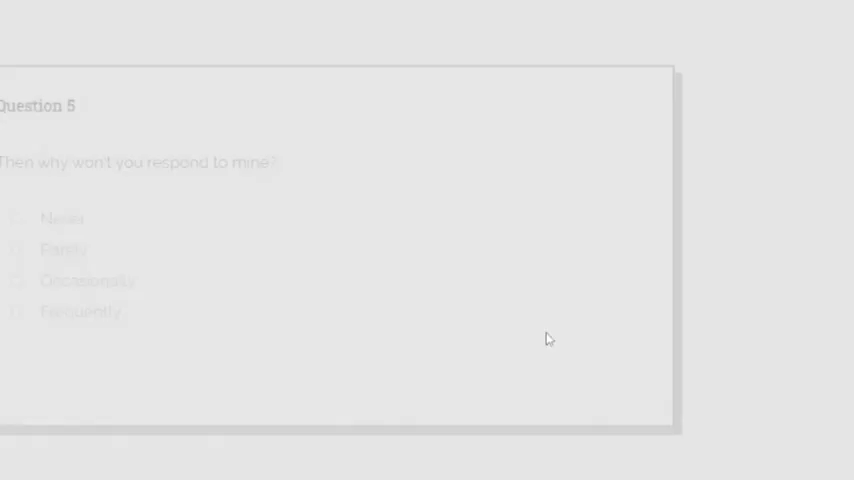 Question 5
Then why won't you respond to mine?
Never
Rarely
Occasionally
Frequently